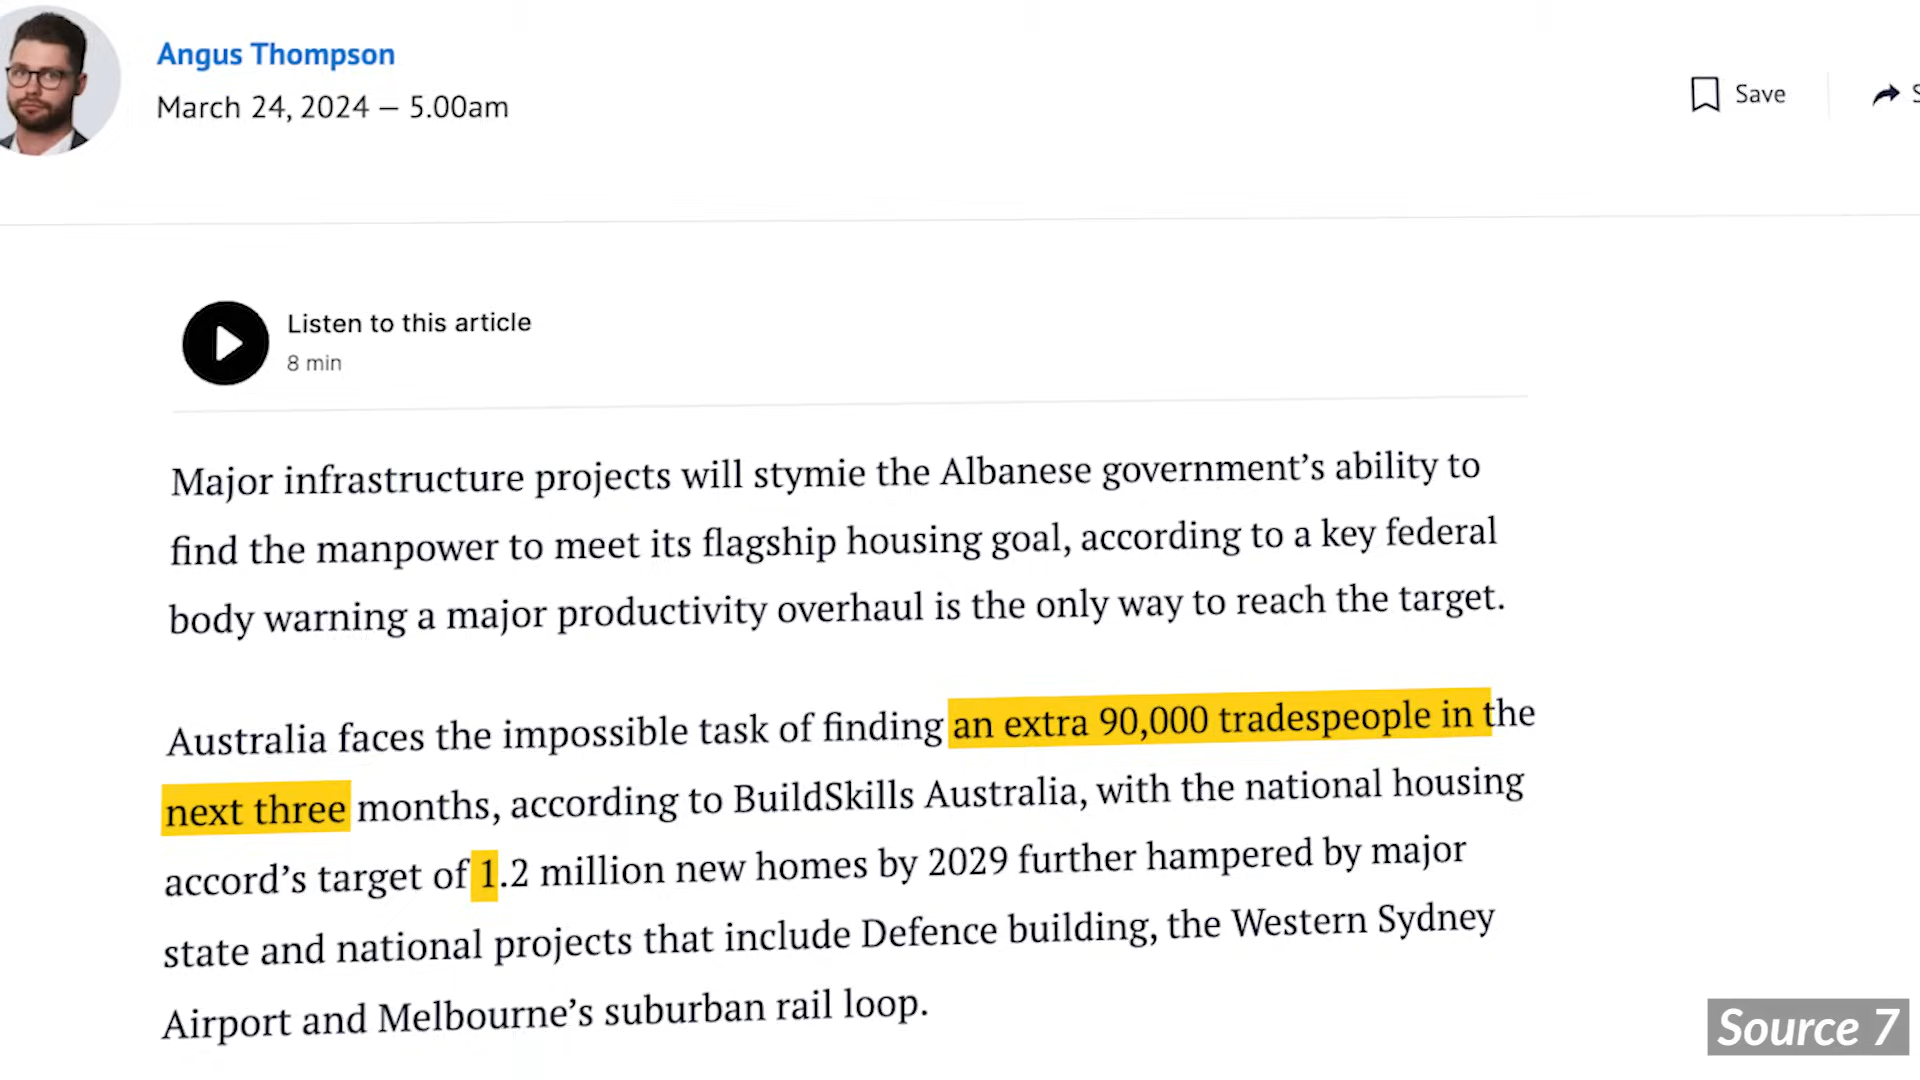 Angus Thompson
March 24, 2024 – 5.00am
Save
Listen to this article
8 min
Major infrastructure projects will stymie the Albanese government’s ability to
find the manpower to meet its flagship housing goal, according to a key federal
body warning a major productivity overhaul is the only way to reach the target.
Australia faces the impossible task of finding an extra 90,000 tradespeople in the
next three months, according to BuildSkills Australia, with the national housing
accord’s target of 1.2 million new homes by 2029 further hampered by major
state and national projects that include Defence building, the Western Sydney
Airport and Melbourne’s suburban rail loop.
Source 7